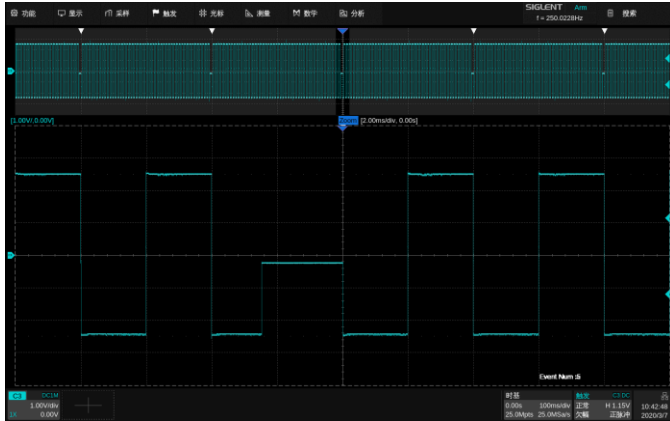 功能 显示 采样 触发 光标 测量 数学 分析 SIGLENT Arm 搜索
f = 250.0228Hz
[1.00V/,0.00V] Zoom [2.00ms/div, 0.00s]
Event Num :5
C3 DC1M 时基 触发 C3 DC
1.00V/div 0.00s 100ms/div 正常 H 1.15V 10:42:48
1X 0.00V 25.0Mpts 25.0MSa/s 欠幅 正脉冲 2020/3/7